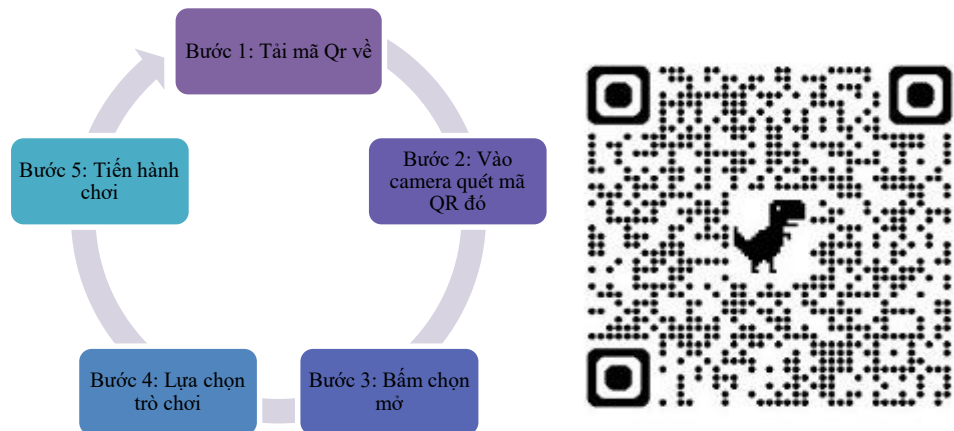 Bước 1: Tải mã Qr về
Bước 2: Vào
camera quét mã
QR đó
Bước 3: Bấm chọn
mở
Bước 4: Lựa chọn
trò chơi
Bước 5: Tiến hành
chơi